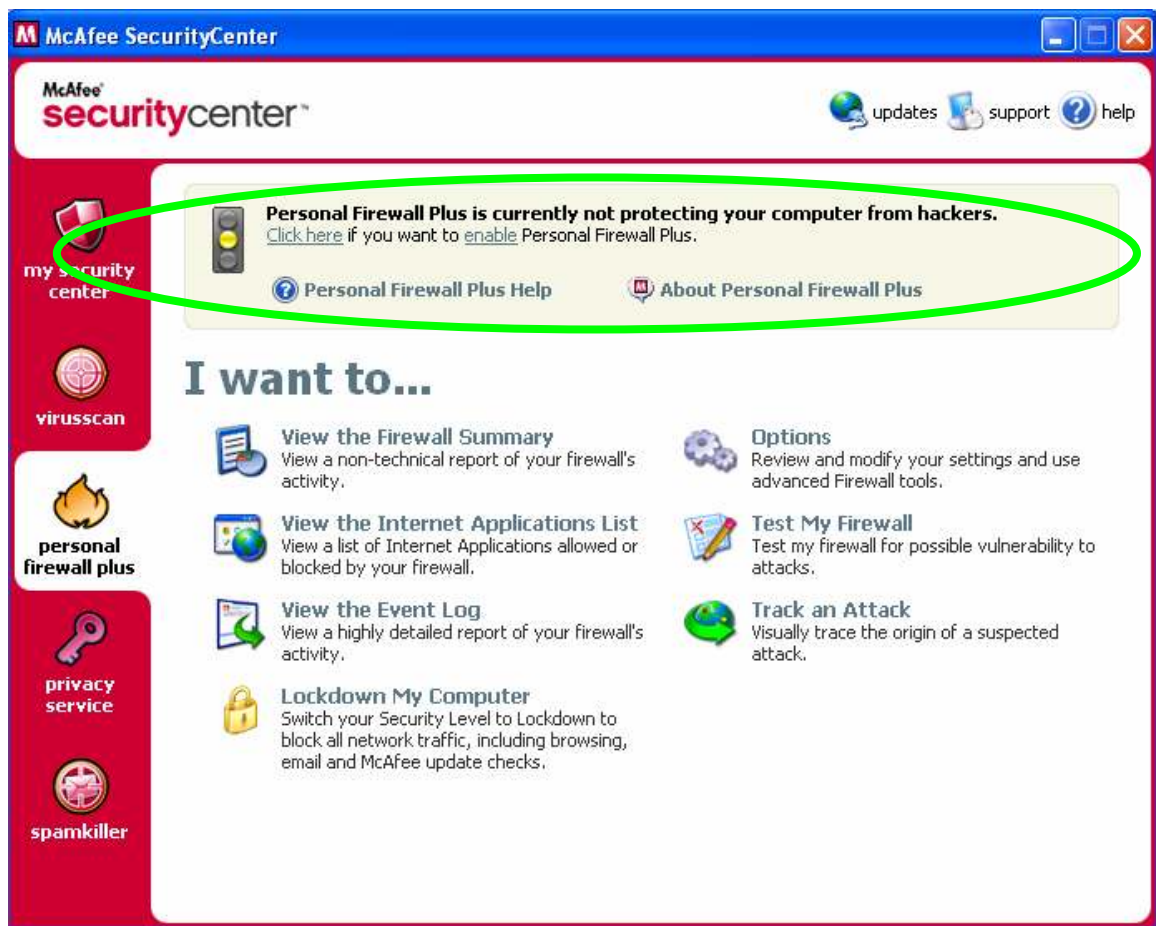 McAfee SecurityCenter
McAfee®
securitycenter™
updates
support
help
Personal Firewall Plus is currently not protecting your computer from hackers.
Click here if you want to enable Personal Firewall Plus.
Personal Firewall Plus Help
About Personal Firewall Plus
my security
center
virusscan
personal
firewall plus
privacy
service
spamkiller
I want to...
View the Firewall Summary
View a non-technical report of your firewall's
activity.
View the Internet Applications List
View a list of Internet Applications allowed or
blocked by your firewall.
View the Event Log
View a highly detailed report of your firewall's
activity.
Lockdown My Computer
Switch your Security Level to Lockdown to
block all network traffic, including browsing,
email and McAfee update checks.
Options
Review and modify your settings and use
advanced Firewall tools.
Test My Firewall
Test my firewall for possible vulnerability to
attacks.
Track an Attack
Visually trace the origin of a suspected
attack.